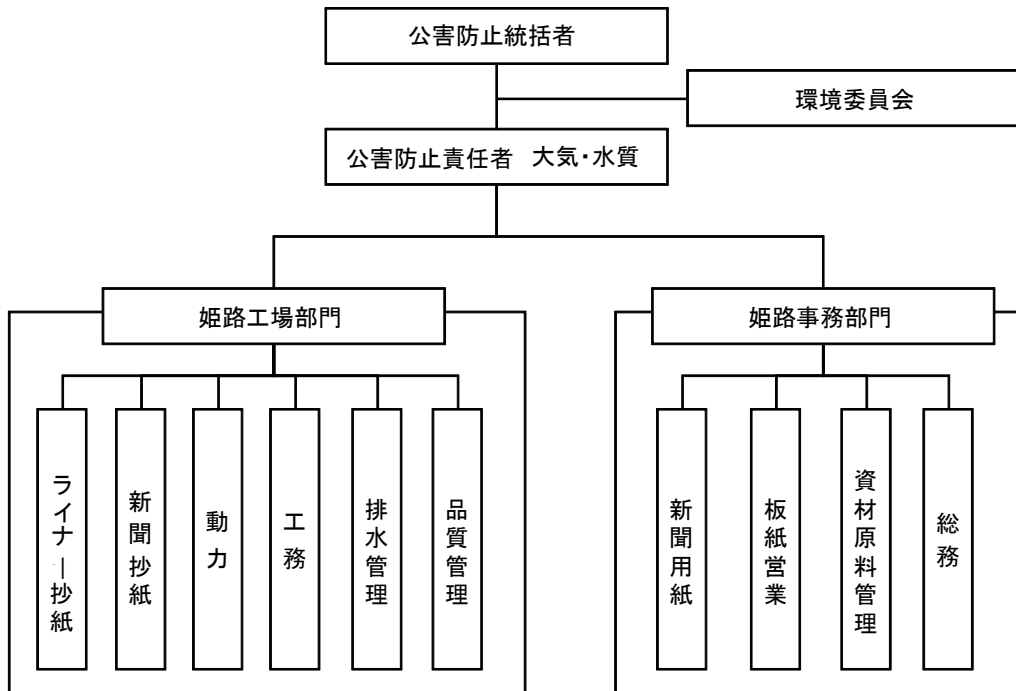 公害防止統括者
環境委員会
公害防止責任者 大気・水質
姫路工場部門
姫路事務部門
ライナー抄紙
新聞抄紙
動力
工務
排水管理
品質管理
新聞用紙
板紙営業
資材原料管理
総務